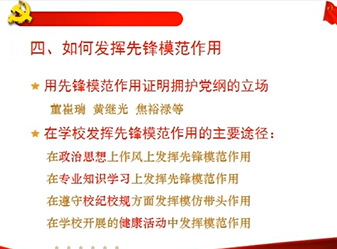 四、如何发挥先锋模范作用
用先锋模范作用证明拥护党纲的立场
董崔瑞 黄继光 焦裕禄等
在学校发挥先锋模范作用的主要途径：
在政治思想上作风上发挥先锋模范作用
在专业知识学习上发挥先锋模范作用
在遵守校纪校规方面发挥模仿带头作用
在学校开展的健康活动中发挥模范作用